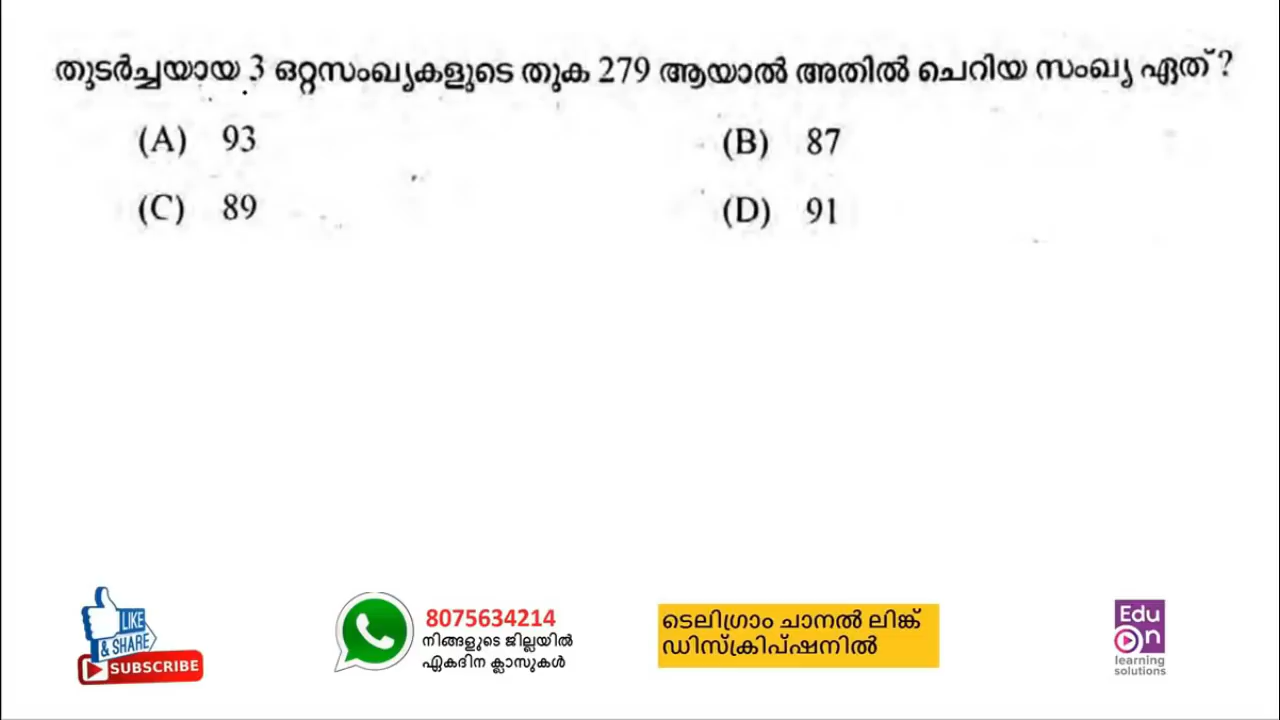 തുടർച്ചയായ 3 ഒറ്റസംഖ്യകളുടെ തുക 279 ആയാൽ അതിൽ ചെറിയ സംഖ്യ ഏത് ?
(A) 93 (B) 87
(C) 89 (D) 91
LIKE
& SHARE
SUBSCRIBE
8075634214
നിങ്ങളുടെ ജില്ലയിൽ
ഏകദിന ക്ലാസുകൾ
ടെലിഗ്രാം ചാനൽ ലിങ്ക്
ഡിസ്ക്രിപ്ഷനിൽ
Edu
On
learning
solutions